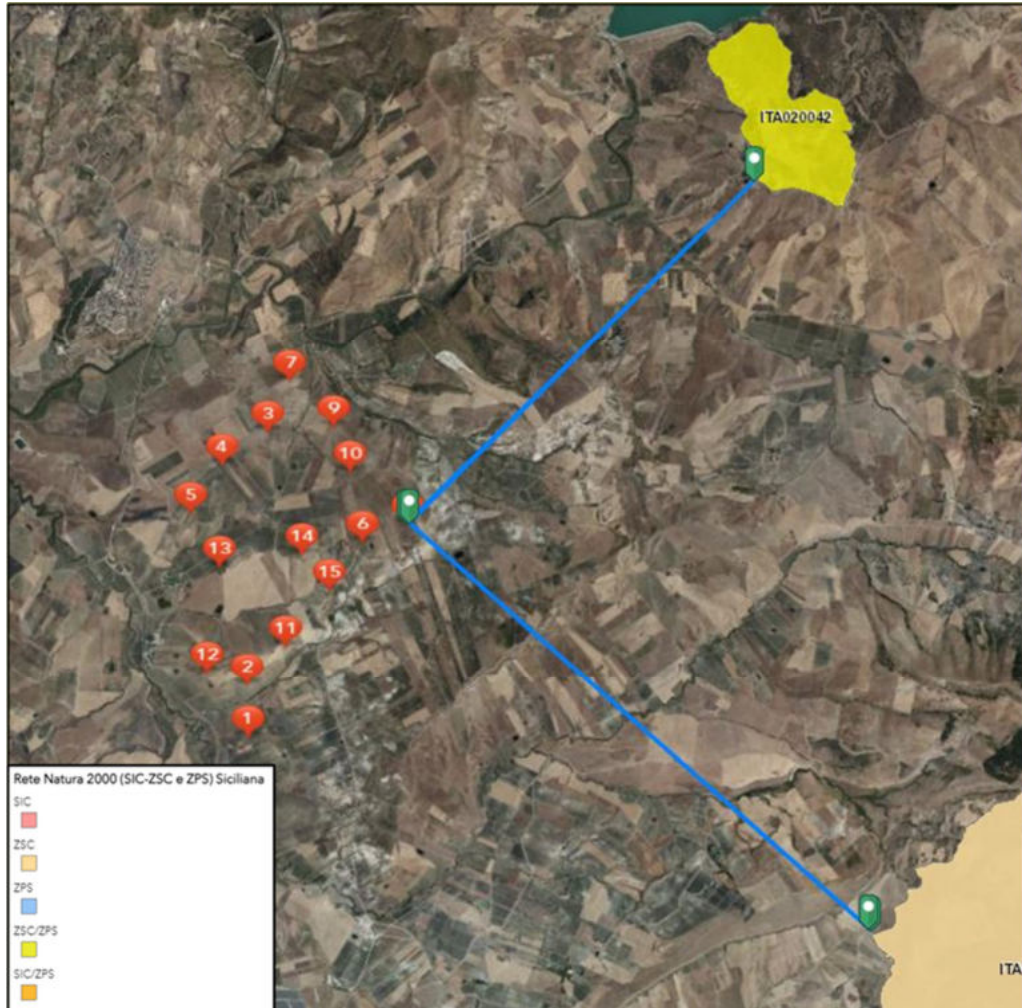 ITA020042
7
3
9
4
10
5
6
14
13
15
11
12
2
1
Rete Natura 2000 (SIC-ZSC e ZPS) Siciliana
SIC
ZSC
ZPS
ZSC/ZPS
SIC/ZPS
ITA